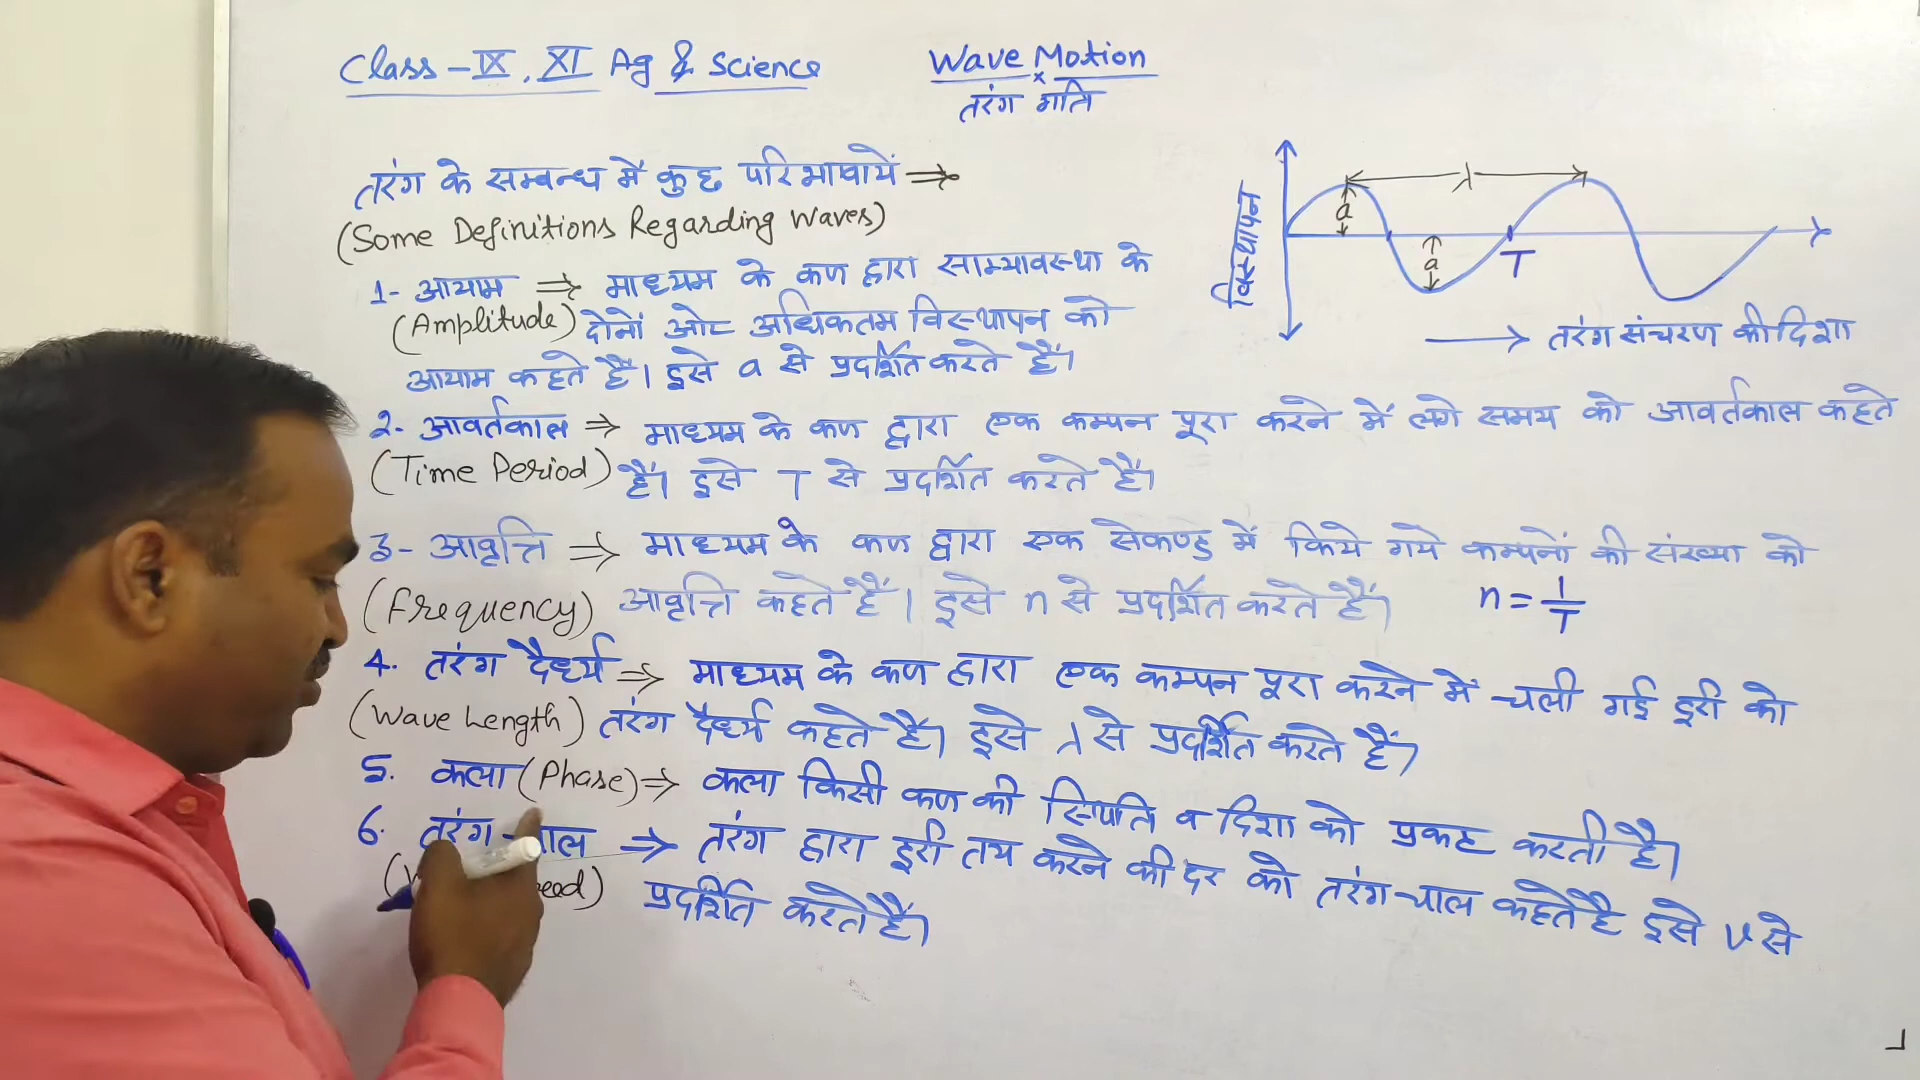 Class - IX, XI Ag & Science
Wave Motion
तरंग गति
तरंग के सम्बन्ध में कुछ परिभाषायें ⇒
(Some Definitions Regarding Waves)
1- आयाम ⇒ माध्यम के कण द्वारा साम्यावस्था के
(Amplitude) दोनों ओर अधिकतम विस्थापन को
आयाम कहते हैं। इसे a से प्रदर्शित करते हैं।
विस्थापन
λ
a
a
T
→ तरंग संचरण की दिशा
2- आवर्तकाल ⇒ माध्यम के कण द्वारा एक कम्पन पूरा करने में लगे समय को आवर्तकाल कहते
(Time Period) हैं। इसे T से प्रदर्शित करते हैं।
3- आवृत्ति ⇒ माध्यम के कण द्वारा एक सेकण्ड में किये गये कम्पनों की संख्या को
(Frequency) आवृत्ति कहते हैं। इसे n से प्रदर्शित करते हैं। n = 1/T
4. तरंग दैर्ध्य ⇒ माध्यम के कण द्वारा एक कम्पन पूरा करने में चली गई दूरी को
(Wave Length) तरंग दैर्ध्य कहते हैं। इसे λ से प्रदर्शित करते हैं।
5. कला (Phase) ⇒ कला किसी कण की स्थिति व दिशा को प्रकट करती है।
6. तरंग - ⇒ तरंग द्वारा दूरी तय करने की दर को तरंग-चाल कहते है इसे v से
प्रदर्शित करते हैं।